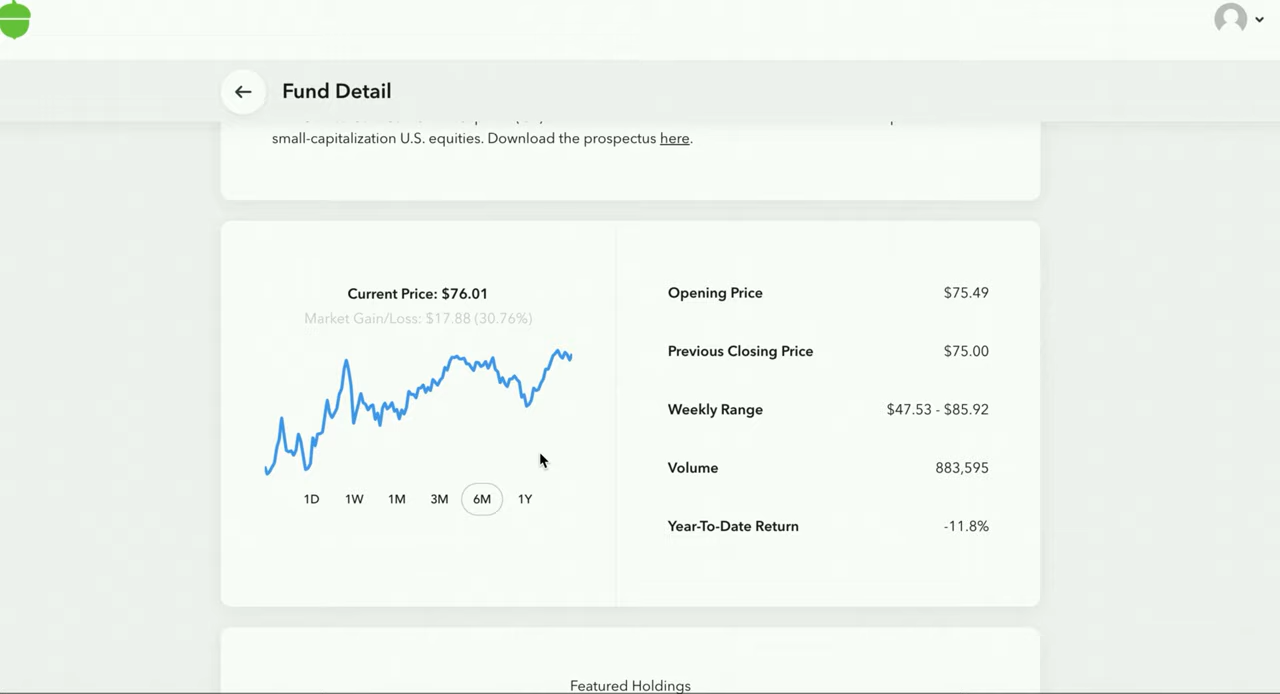 Fund Detail
small-capitalization U.S. equities. Download the prospectus here.
Current Price: $76.01
Market Gain/Loss: $17.88 (30.76%)
1D 1W 1M 3M 6M 1Y
Opening Price $75.49
Previous Closing Price $75.00
Weekly Range $47.53 - $85.92
Volume 883,595
Year-To-Date Return -11.8%
Featured Holdings